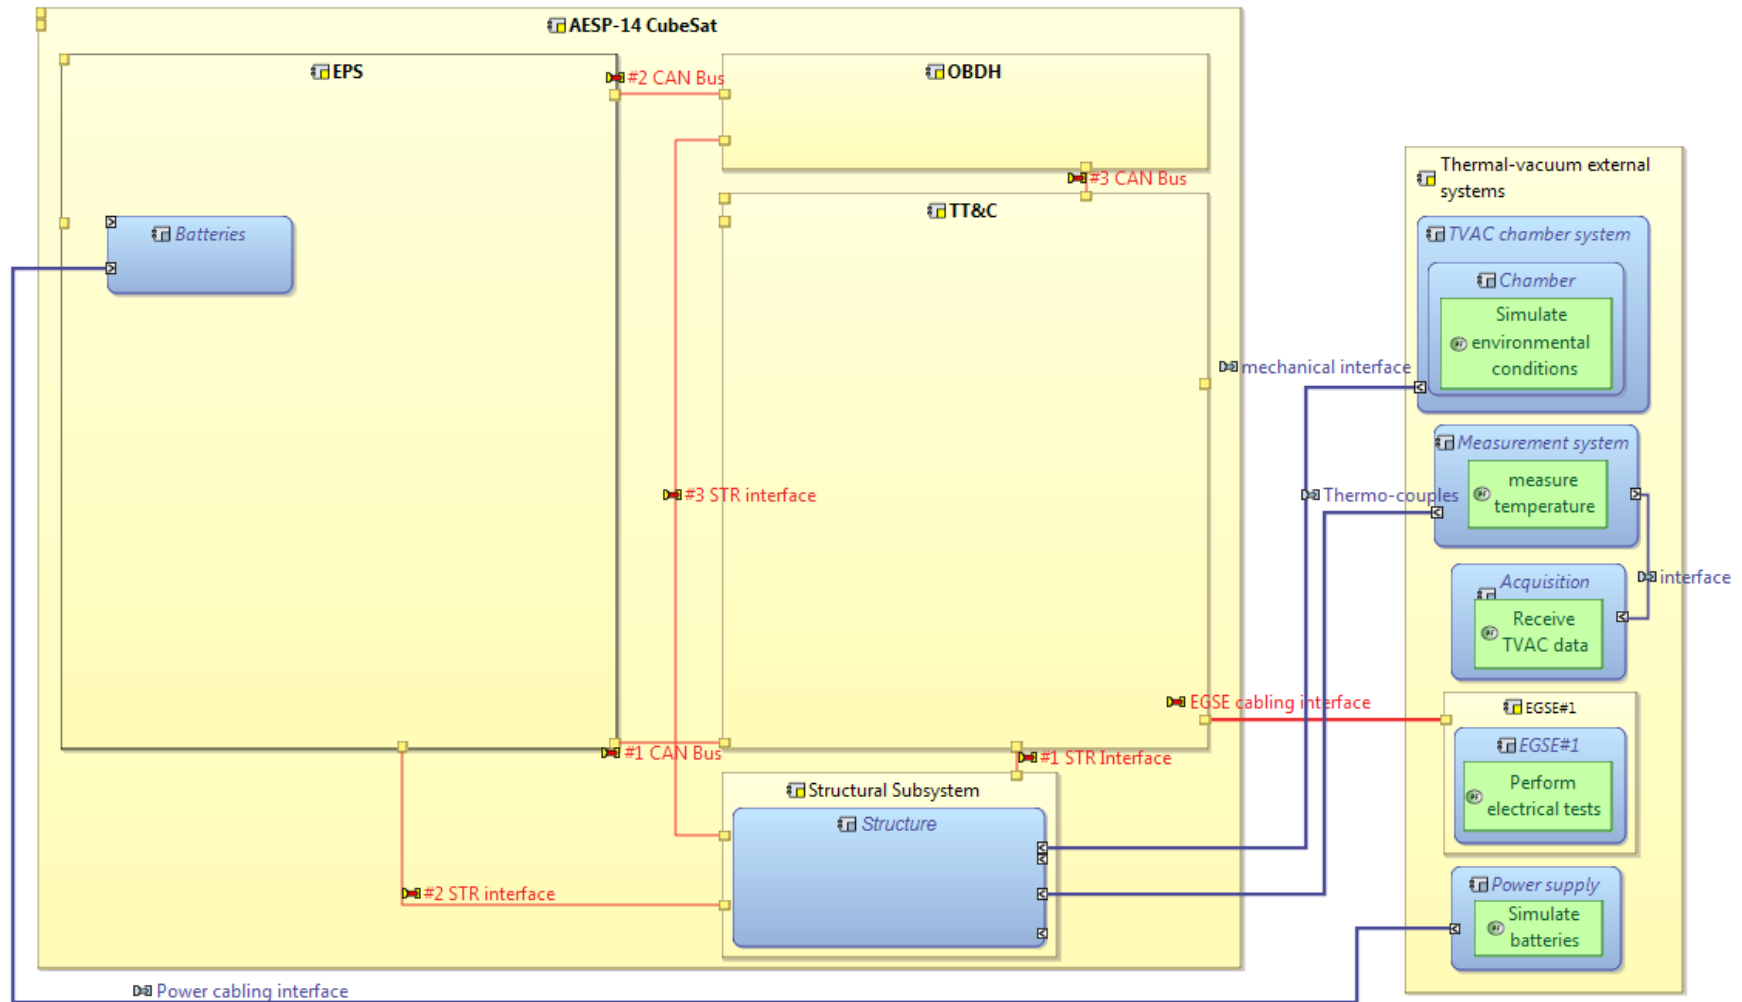 AESP-14 CubeSat
EPS
#2 CAN Bus
OBDH
#3 CAN Bus
TT&C
Batteries
#3 STR interface
#1 CAN Bus
#1 STR Interface
Structural Subsystem
Structure
#2 STR interface
Power cabling interface
mechanical interface
Thermo-couples
EGSE cabling interface
Thermal-vacuum external
systems
TVAC chamber system
Chamber
Simulate
environmental
conditions
Measurement system
measure
temperature
interface
Acquisition
Receive
TVAC data
EGSE#1
EGSE#1
Perform
electrical tests
Power supply
Simulate
batteries